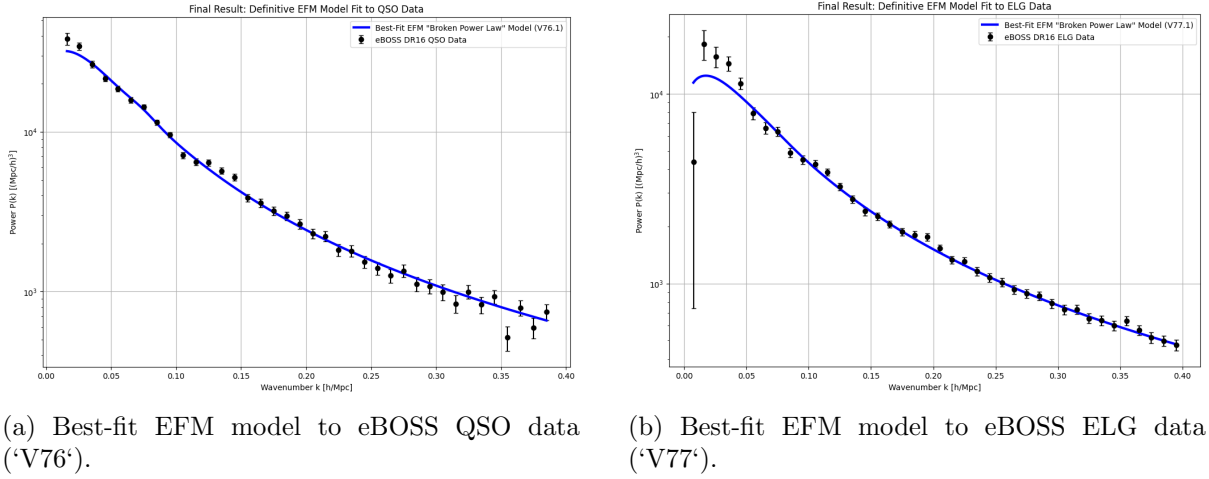 Final Result: Definitive EFM Model Fit to QSO Data
Best-Fit EFM "Broken Power Law" Model (V76.1)
eBOSS DR16 QSO Data
Power P(k) [(Mpc/h)³]
10⁴
10³
0.00 0.05 0.10 0.15 0.20 0.25 0.30 0.35 0.40
Wavenumber k [h/Mpc]
(a) Best-fit EFM model to eBOSS QSO data
(‘V76‘).
Final Result: Definitive EFM Model Fit to ELG Data
Best-Fit EFM "Broken Power Law" Model (V77.1)
eBOSS DR16 ELG Data
Power P(k) [(Mpc/h)³]
10⁴
10³
0.00 0.05 0.10 0.15 0.20 0.25 0.30 0.35 0.40
Wavenumber k [h/Mpc]
(b) Best-fit EFM model to eBOSS ELG data
(‘V77‘).